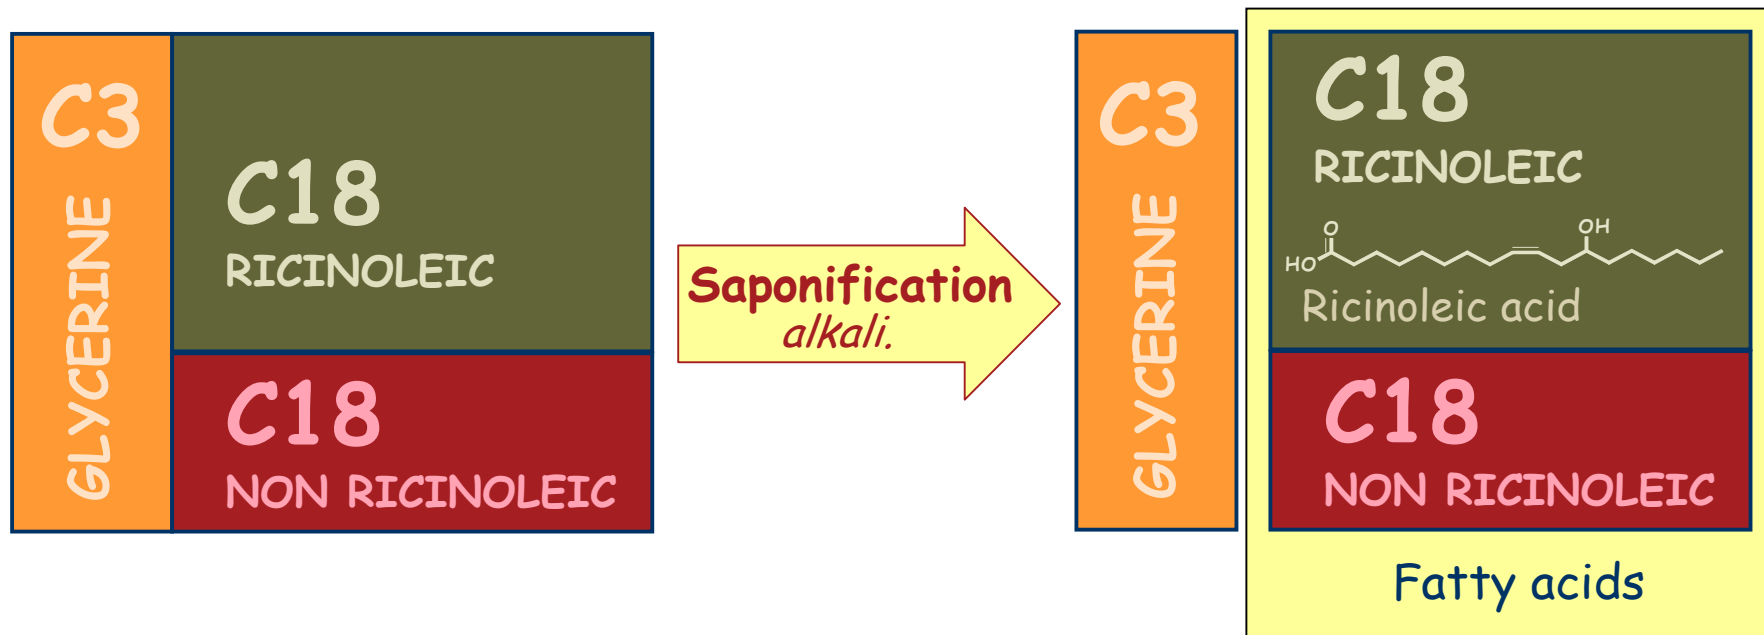 C3
GLYCERINE
C18
RICINOLEIC
C18
NON RICINOLEIC
Saponification
alkali.
C3
GLYCERINE
C18
RICINOLEIC
O
OH
HO
Ricinoleic acid
C18
NON RICINOLEIC
Fatty acids